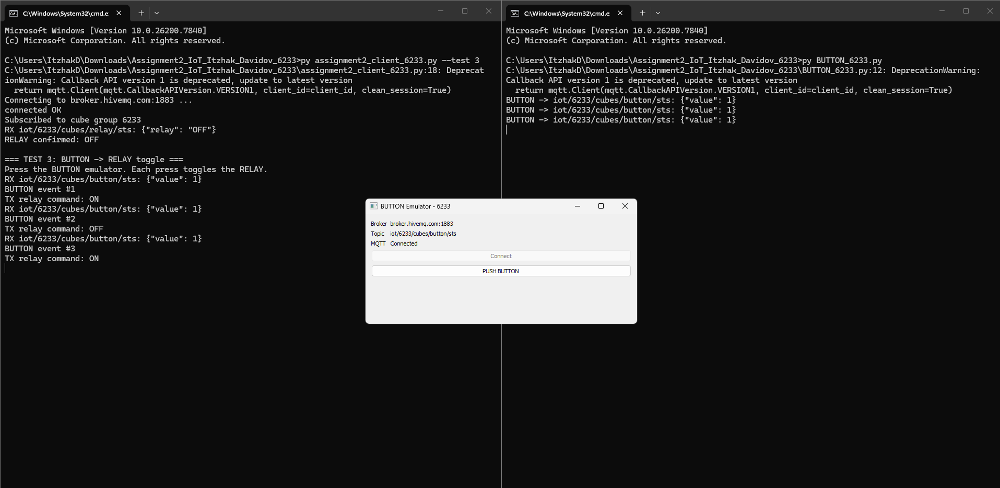 C:\Windows\System32\cmd.e
Microsoft Windows [Version 10.0.26200.7840]
(c) Microsoft Corporation. All rights reserved.
C:\Users\ItzhakD\Downloads\Assignment2_IoT_Itzhak_Davidov_6233>py assignment2_client_6233.py --test 3
C:\Users\ItzhakD\Downloads\Assignment2_IoT_Itzhak_Davidov_6233\assignment2_client_6233.py:18: Deprecat
ionWarning: Callback API version 1 is deprecated, update to latest version
return mqtt.Client(mqtt.CallbackAPIVersion.VERSION1, client_id=client_id, clean_session=True)
Connecting to broker.hivemq.com:1883 ...
connected OK
Subscribed to cube group 6233
RX iot/6233/cubes/relay/sts: {"relay": "OFF"}
RELAY confirmed: OFF
=== TEST 3: BUTTON -> RELAY toggle ===
Press the BUTTON emulator. Each press toggles the RELAY.
RX iot/6233/cubes/button/sts: {"value": 1}
BUTTON event #1
TX relay command: ON
RX iot/6233/cubes/button/sts: {"value": 1}
BUTTON event #2
TX relay command: OFF
RX iot/6233/cubes/button/sts: {"value": 1}
BUTTON event #3
TX relay command: ON
C:\Windows\System32\cmd.e
Microsoft Windows [Version 10.0.26200.7840]
(c) Microsoft Corporation. All rights reserved.
C:\Users\ItzhakD\Downloads\Assignment2_IoT_Itzhak_Davidov_6233>py BUTTON_6233.py
C:\Users\ItzhakD\Downloads\Assignment2_IoT_Itzhak_Davidov_6233\BUTTON_6233.py:12: DeprecationWarning:
Callback API version 1 is deprecated, update to latest version
return mqtt.Client(mqtt.CallbackAPIVersion.VERSION1, client_id=client_id, clean_session=True)
BUTTON -> iot/6233/cubes/button/sts: {"value": 1}
BUTTON -> iot/6233/cubes/button/sts: {"value": 1}
BUTTON -> iot/6233/cubes/button/sts: {"value": 1}
BUTTON Emulator - 6233
Broker broker.hivemq.com:1883
Topic iot/6233/cubes/button/sts
MQTT Connected
Connect
PUSH BUTTON